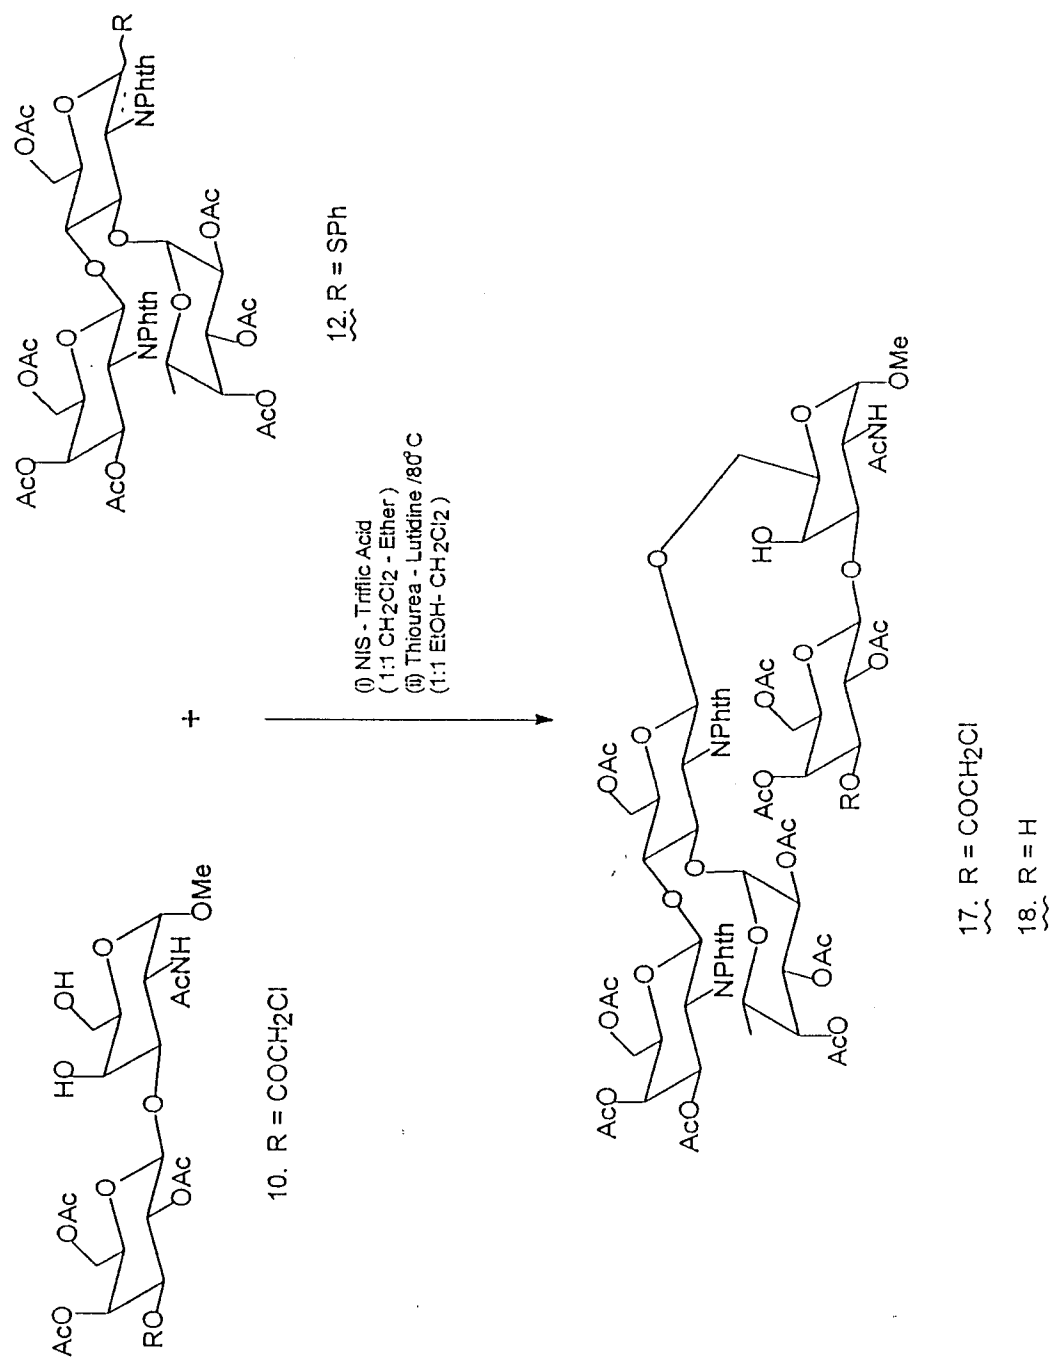 AcO
OAc
O
RO
OAc
O
HO
OH
O
AcNH
OMe
10. R = COCH2Cl
+
AcO
OAc
O
AcO
NPhth
O
OAc
O
NPhth
R
O
O
OAc
OAc
AcO
12. R = SPh
(i) NIS - Triflic Acid
( 1:1 CH2Cl2 - Ether )
(ii) Thiourea - Lutidine /80°C
(1:1 EtOH- CH2Cl2 )
AcO
OAc
O
AcO
NPhth
O
OAc
O
NPhth
O
O
O
OAc
OAc
AcO
AcO
OAc
O
RO
OAc
O
HO
O
AcNH
OMe
17. R = COCH2Cl
18. R = H